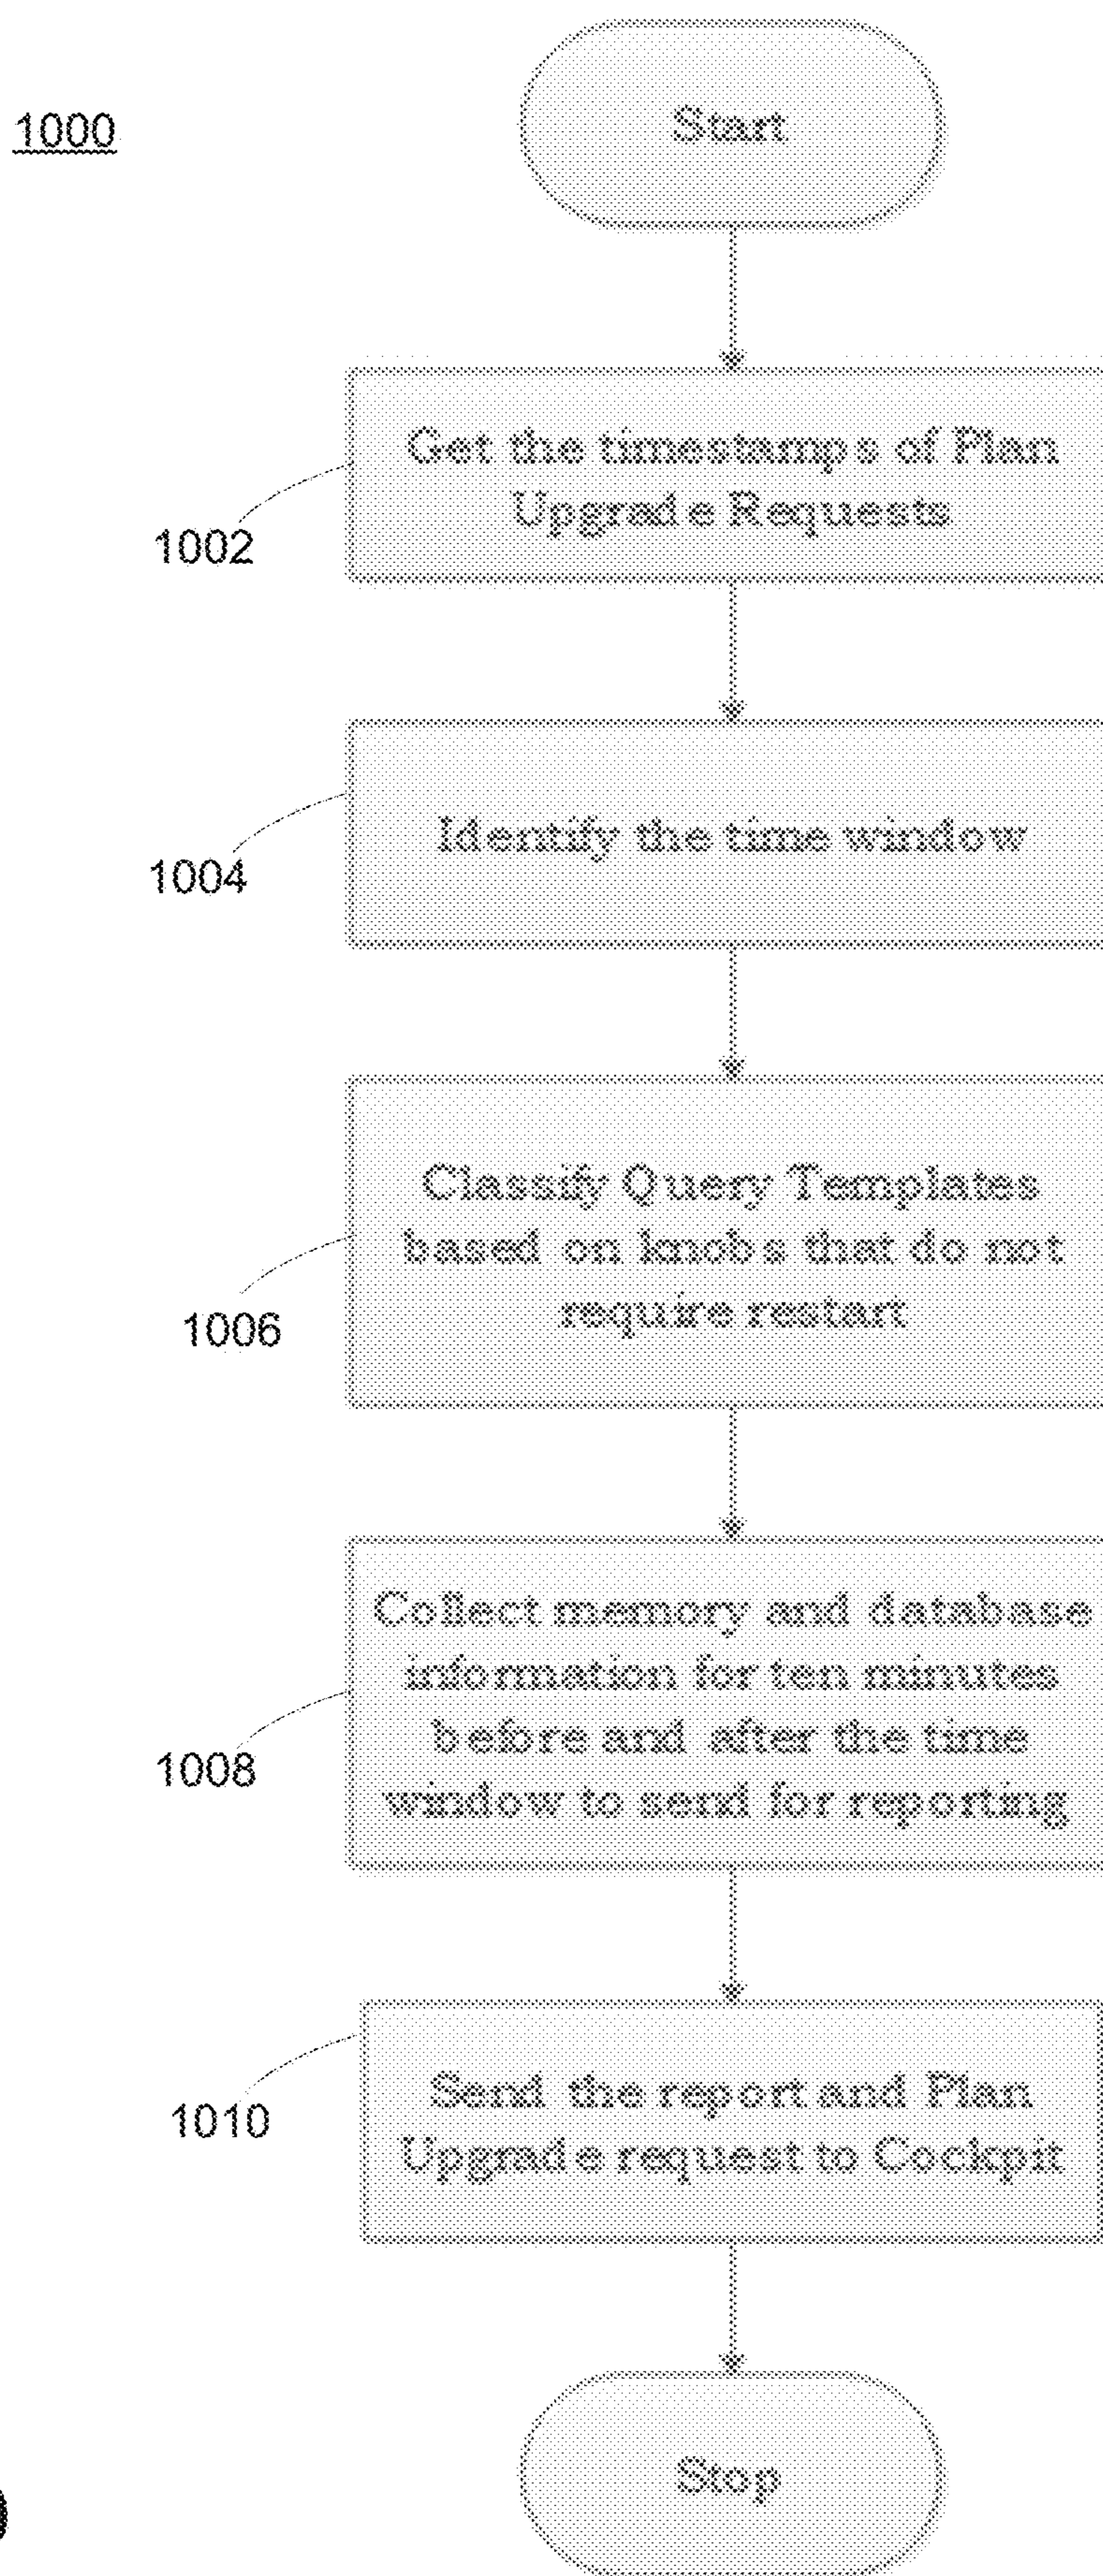 1000
Start
Get the timestamps of Plan
Upgrade Requests
1002
Identify the time window
1004
Classify Query Templates
based on knobs that do not
require restart
1006
Collect memory and database
information for ten minutes
before and after the time
window to send for reporting
1008
Send the report and Plan
Upgrade request to Cockpit
1010
Stop